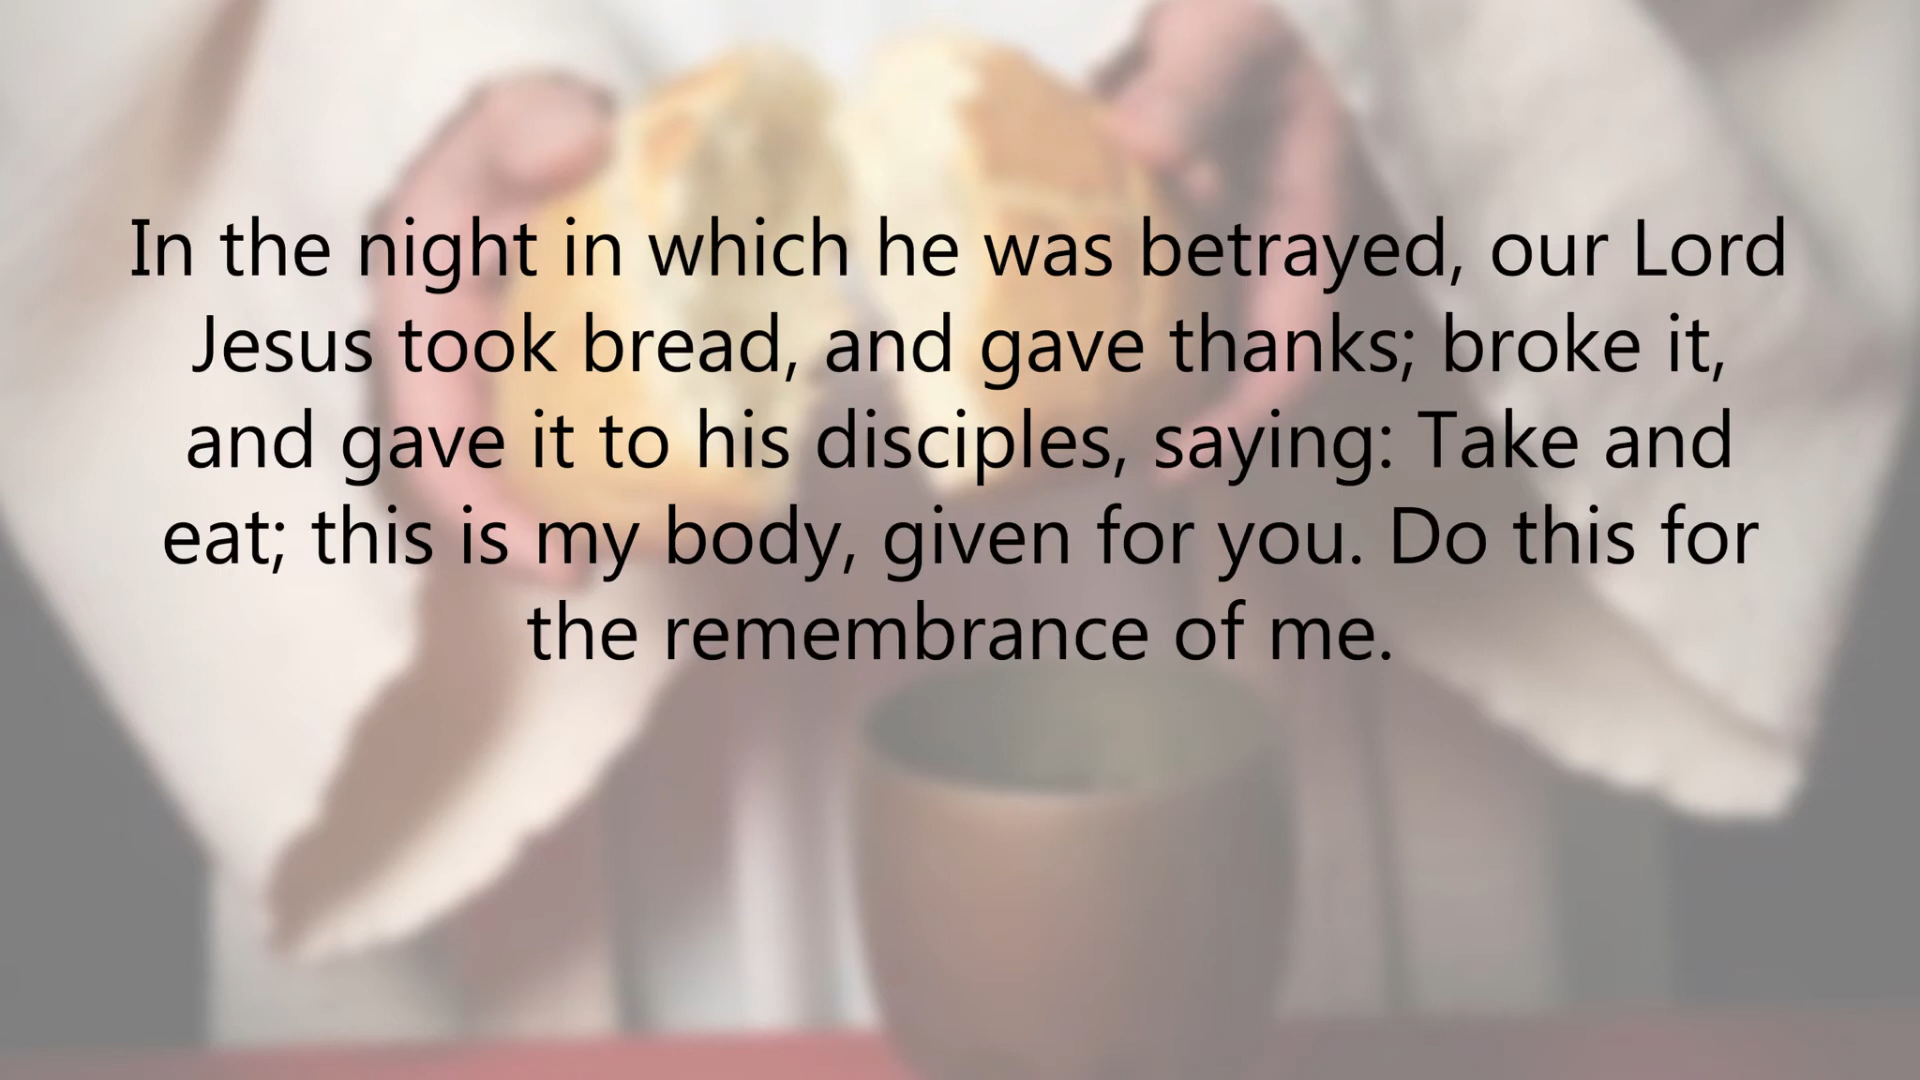 In the night in which he was betrayed, our Lord
Jesus took bread, and gave thanks; broke it,
and gave it to his disciples, saying: Take and
eat; this is my body, given for you. Do this for
the remembrance of me.